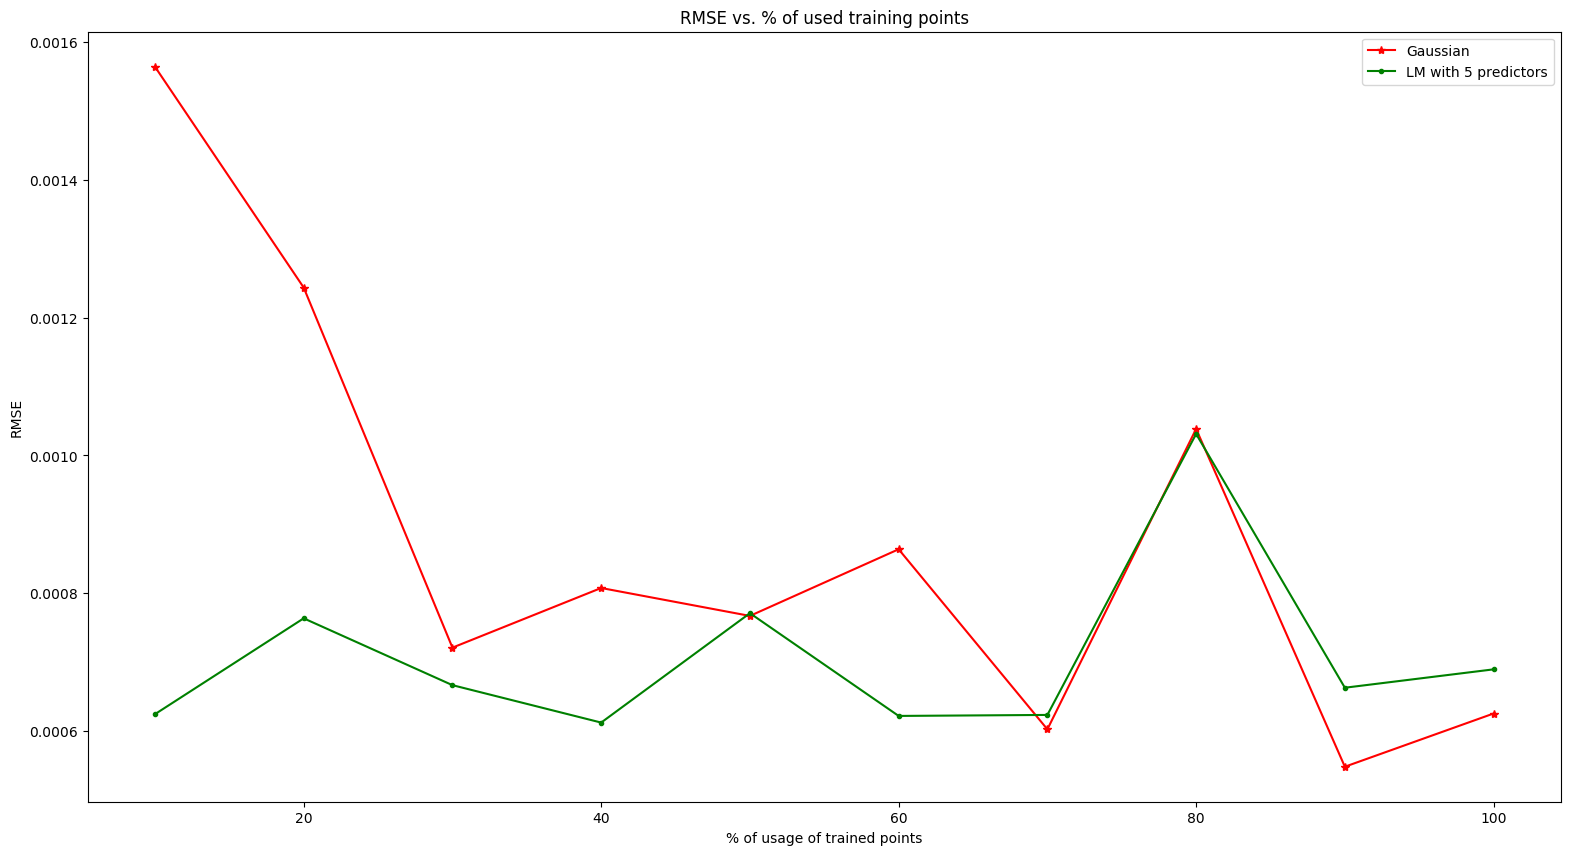 RMSE vs. % of used training points
Gaussian
LM with 5 predictors
0.0016
0.0014
0.0012
0.0010
0.0008
0.0006
RMSE
20 40 60 80 100
% of usage of trained points